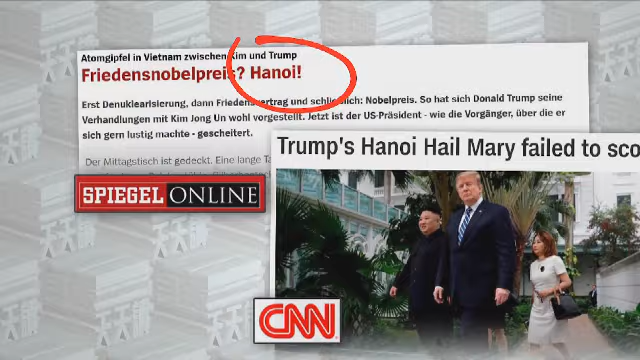 Atomgipfel in Vietnam zwischen Kim und Trump
Friedensnobelpreis? Hanoi!
Erst Denuklearisierung, dann Friedensvertrag und schließlich: Nobelpreis. So hat sich Donald Trump seine
Verhandlungen mit Kim Jong Un wohl vorgestellt. Jetzt ist der US-Präsident - wie die Vorgänger, über die er
sich gern lustig machte - gescheitert.
Der Mittagstisch ist gedeckt. Eine lange
SPIEGEL ONLINE
Trump's Hanoi Hail Mary failed to sco
CNN